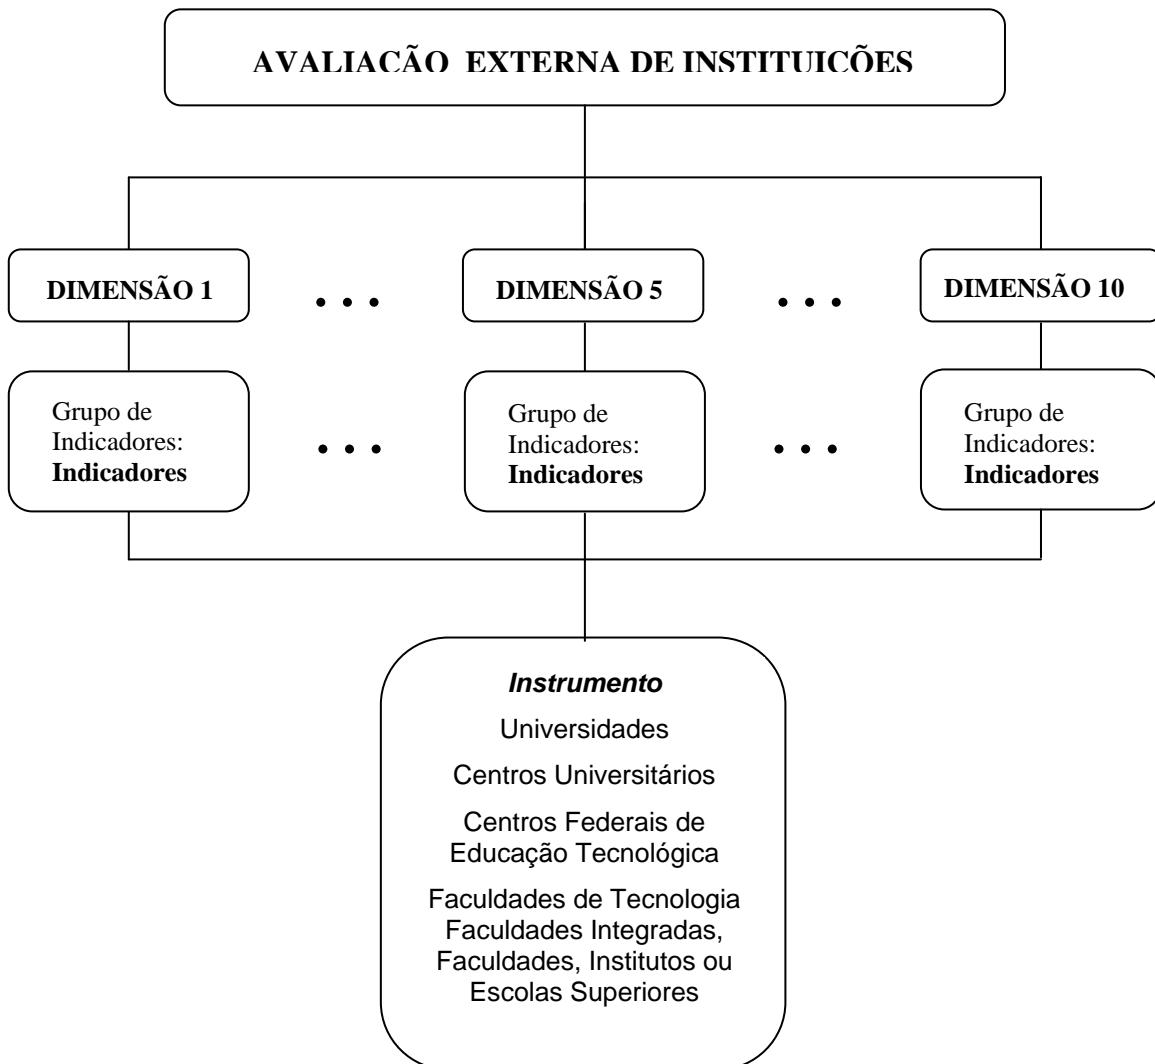 AVALIAÇÃO EXTERNA DE INSTITUIÇÕES
DIMENSÃO 1
. . .
DIMENSÃO 5
. . .
DIMENSÃO 10
Grupo de
Indicadores:
Indicadores
. . .
Grupo de
Indicadores:
Indicadores
. . .
Grupo de
Indicadores:
Indicadores
Instrumento
Universidades
Centros Universitários
Centros Federais de
Educação Tecnológica
Faculdades de Tecnologia
Faculdades Integradas,
Faculdades, Institutos ou
Escolas Superiores